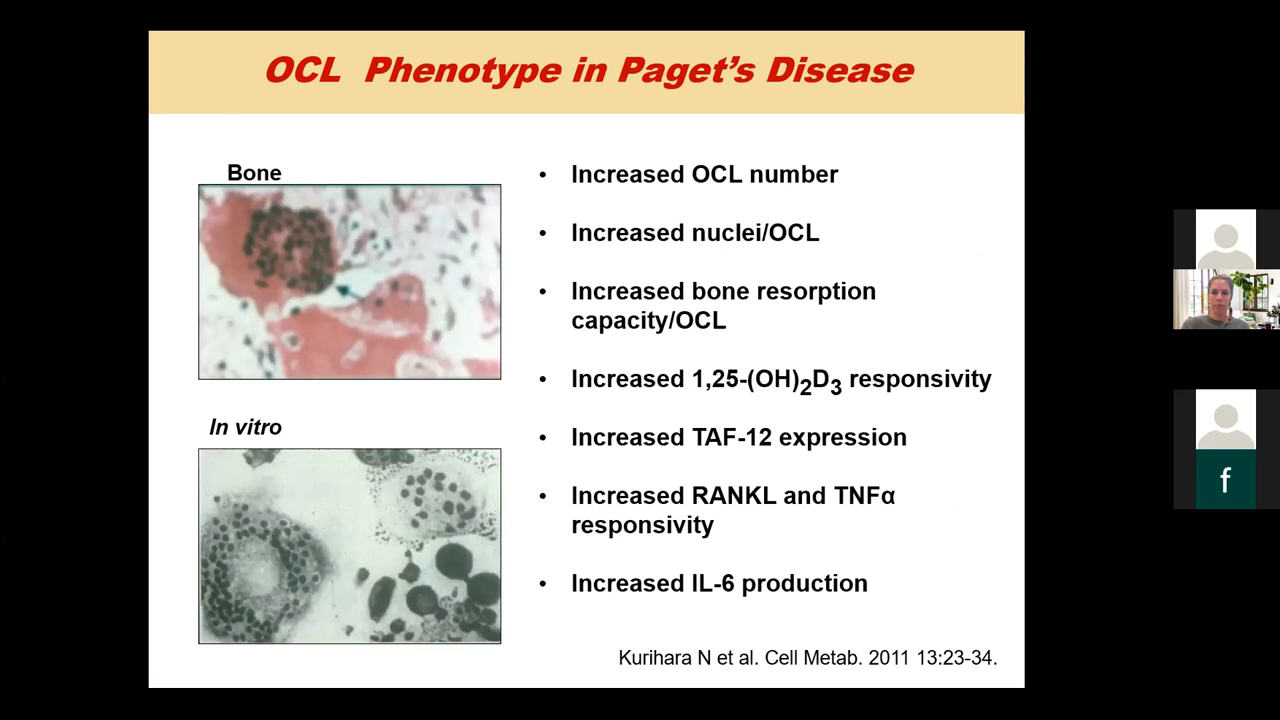 OCL Phenotype in Paget’s Disease
Bone
In vitro
• Increased OCL number
• Increased nuclei/OCL
• Increased bone resorption
capacity/OCL
• Increased 1,25-(OH)2D3 responsivity
• Increased TAF-12 expression
• Increased RANKL and TNFα
responsivity
• Increased IL-6 production
Kurihara N et al. Cell Metab. 2011 13:23-34.
f